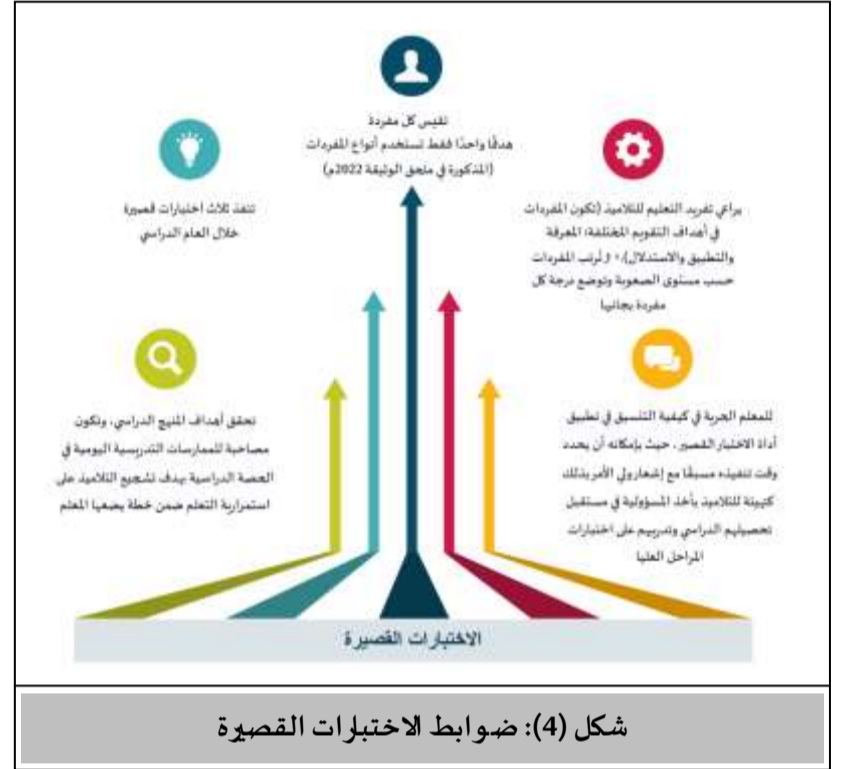 تقيس كل مفردة
هدفًا واحدًا فقط تستخدم أنواع المفردات
(المذكورة في ملحق الوثيقة 2022م)
يراعي تفريد التعليم للتلاميذ (تكون المفردات
في أهداف التقويم المختلفة: المعرفة
والتطبيق والاستدلال)، وتُرتب المفردات
حسب مستوى الصعوبة وتوضع درجة كل
مفردة بجانبها
تنفذ ثلاث اختبارات قصيرة
خلال العام الدراسي
للمعلم الحرية في كيفية التنسيق في تطبيق
أداة الاختبار القصير، حيث بإمكانه أن يحدد
وقت تنفيذه مسبقًا مع إشعار ولي الأمر بذلك
كتهيئة للتلاميذ بأخذ المسؤولية في مستقبل
تحصيلهم الدراسي وتدريبهم على اختبارات
المراحل العليا
تحقق أهداف المنهج الدراسي، وتكون
مصاحبة للممارسات التدريسية اليومية في
الحصة الدراسية بهدف تشجيع التلاميذ على
استمرارية التعلم ضمن خطة يضعها المعلم
الاختبارات القصيرة
شكل (4): ضوابط الاختبارات القصيرة